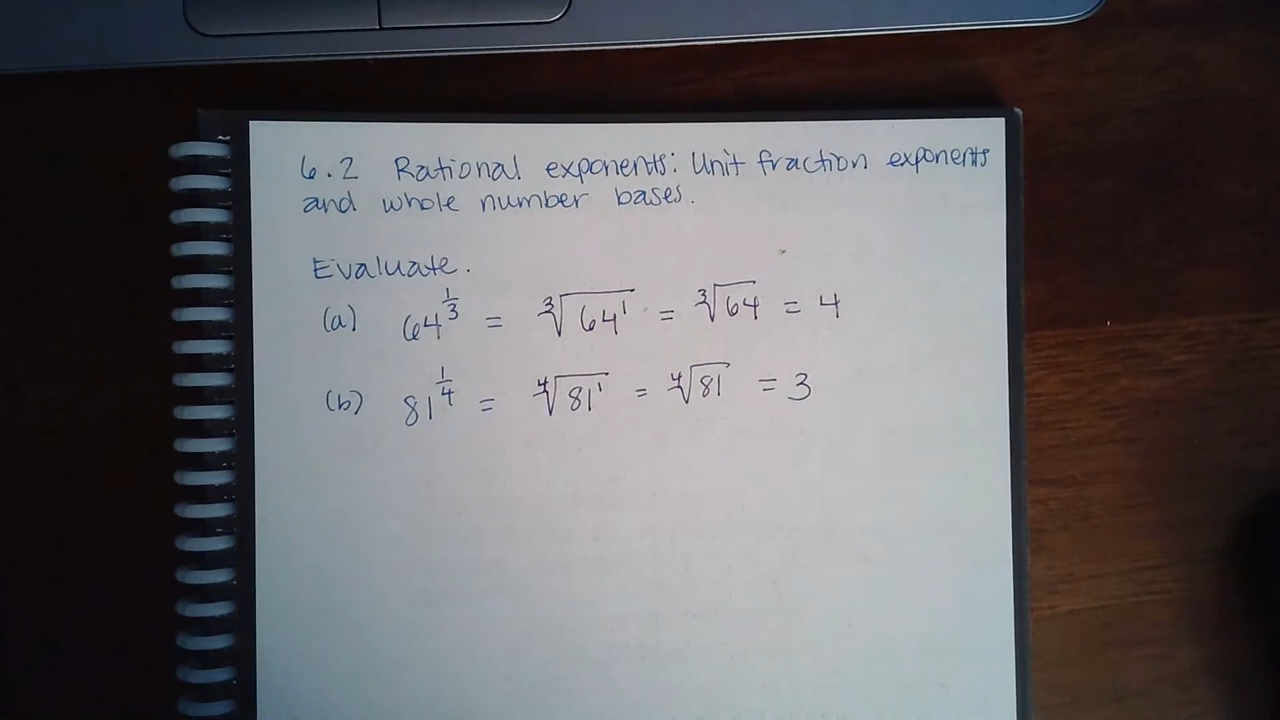 6.2 Rational exponents: Unit fraction exponents
and whole number bases.
Evaluate.
(a) 64^(1/3) = ∛(64¹) = ∛64 = 4
(b) 81^(1/4) = ∜(81¹) = ∜81 = 3